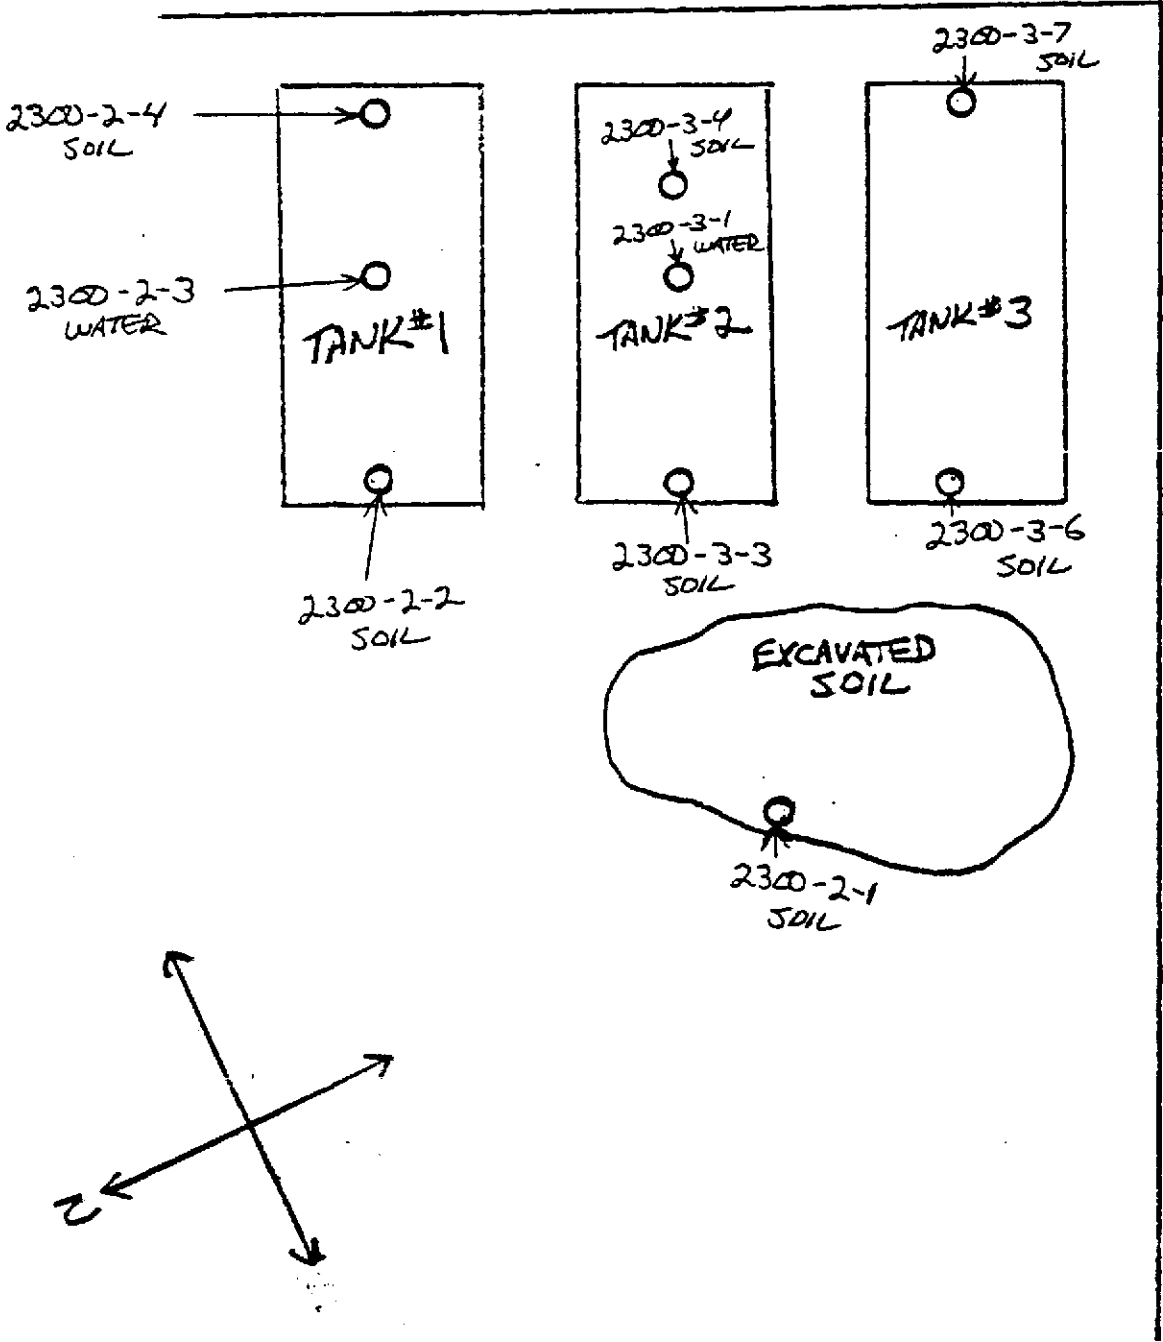 2300-3-7
SOIL
2300-2-4
SOIL
2300-3-4
SOIL
2300-3-1
WATER
2300-2-3
WATER
TANK #1
TANK #2
TANK #3
2300-2-2
SOIL
2300-3-3
SOIL
2300-3-6
SOIL
EXCAVATED
SOIL
2300-2-1
SOIL
N